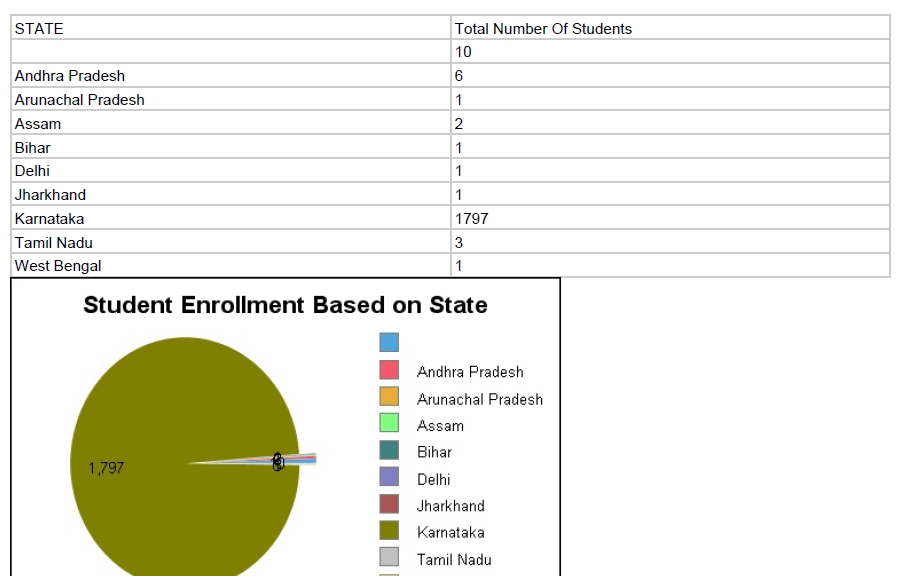 STATE Total Number Of Students
10
Andhra Pradesh 6
Arunachal Pradesh 1
Assam 2
Bihar 1
Delhi 1
Jharkhand 1
Karnataka 1797
Tamil Nadu 3
West Bengal 1
Student Enrollment Based on State
Andhra Pradesh
Arunachal Pradesh
Assam
Bihar
1,797
Delhi
Jharkhand
Karnataka
Tamil Nadu